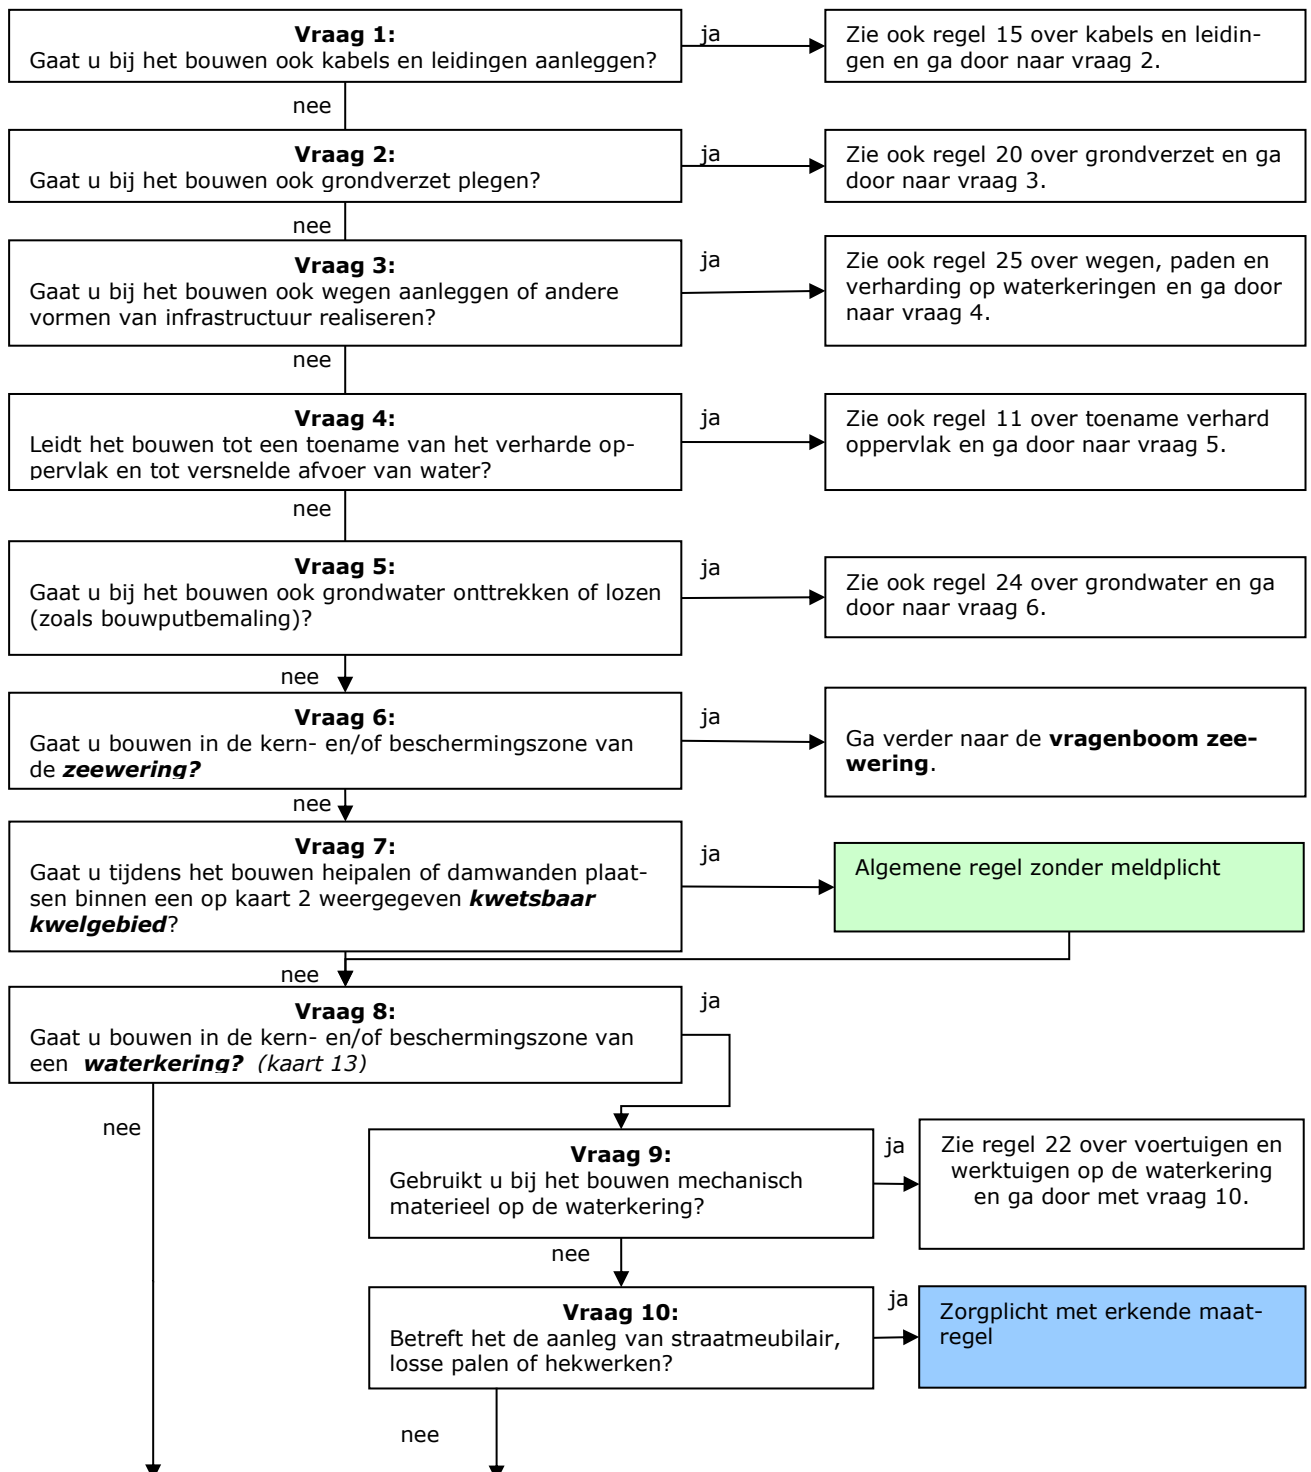 Vraag 1:
Gaat u bij het bouwen ook kabels en leidingen aanleggen?
ja
Zie ook regel 15 over kabels en leidin-
gen en ga door naar vraag 2.
nee
Vraag 2:
Gaat u bij het bouwen ook grondverzet plegen?
ja
Zie ook regel 20 over grondverzet en ga
door naar vraag 3.
nee
Vraag 3:
Gaat u bij het bouwen ook wegen aanleggen of andere
vormen van infrastructuur realiseren?
ja
Zie ook regel 25 over wegen, paden en
verharding op waterkeringen en ga door
naar vraag 4.
nee
Vraag 4:
Leidt het bouwen tot een toename van het verharde op-
pervlak en tot versnelde afvoer van water?
ja
Zie ook regel 11 over toename verhard
oppervlak en ga door naar vraag 5.
nee
Vraag 5:
Gaat u bij het bouwen ook grondwater onttrekken of lozen
(zoals bouwputbemaling)?
ja
Zie ook regel 24 over grondwater en ga
door naar vraag 6.
nee
Vraag 6:
Gaat u bouwen in de kern- en/of beschermingszone van
de zeewering?
ja
Ga verder naar de vragenboom zee-
wering.
nee
Vraag 7:
Gaat u tijdens het bouwen heipalen of damwanden plaat-
sen binnen een op kaart 2 weergegeven kwetsbaar
kwelgebied?
ja
Algemene regel zonder meldplicht
nee
Vraag 8:
Gaat u bouwen in de kern- en/of beschermingszone van
een waterkering? (kaart 13)
ja
nee
Vraag 9:
Gebruikt u bij het bouwen mechanisch
materieel op de waterkering?
ja
Zie regel 22 over voertuigen en
werktuigen op de waterkering
en ga door met vraag 10.
nee
Vraag 10:
Betreft het de aanleg van straatmeubilair,
losse palen of hekwerken?
ja
Zorgplicht met erkende maat-
regel
nee